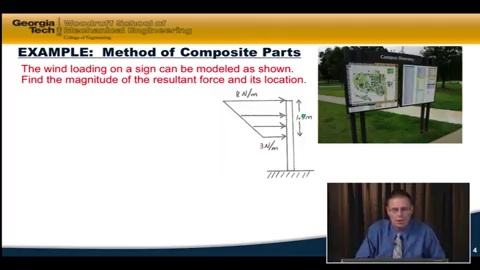 Georgia Tech
Woodruff School of
Mechanical Engineering
College of Engineering
EXAMPLE: Method of Composite Parts
The wind loading on a sign can be modeled as shown.
Find the magnitude of the resultant force and its location.
8 N/m
3 N/m
Campus Directory
4